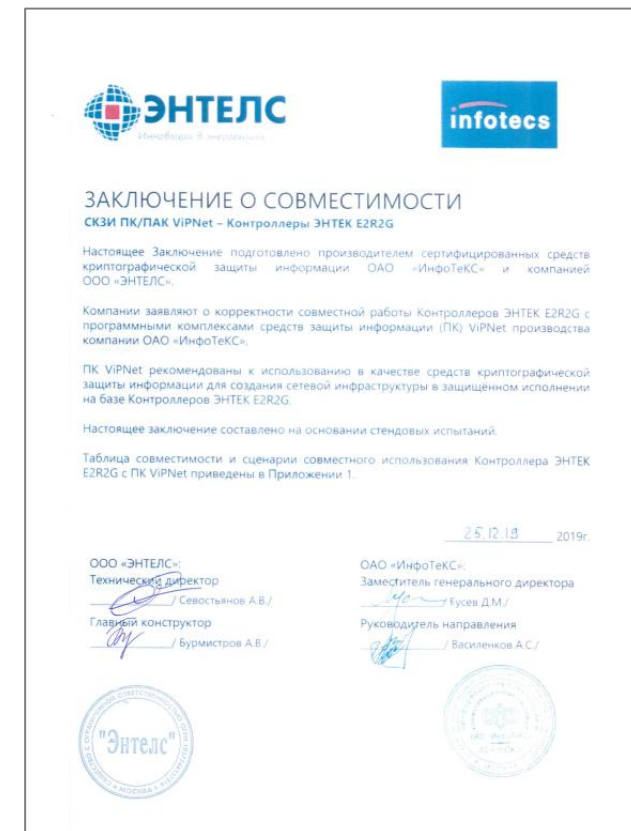 ЭНТЕЛС
Инновации в энергетике
infotecs
ЗАКЛЮЧЕНИЕ О СОВМЕСТИМОСТИ
СКЗИ ПК/ПАК ViPNet – Контроллеры ЭНТЕК E2R2G
Настоящее Заключение подготовлено производителем сертифицированных средств
криптографической защиты информации ОАО «ИнфоТеКС» и компанией
ООО «ЭНТЕЛС».
Компании заявляют о корректности совместной работы Контроллеров ЭНТЕК E2R2G с
программными комплексами средств защиты информации (ПК) ViPNet производства
компании ОАО «ИнфоТеКС».
ПК ViPNet рекомендованы к использованию в качестве средств криптографической
защиты информации для создания сетевой инфраструктуры в защищённом исполнении
на базе Контроллеров ЭНТЕК E2R2G.
Настоящее заключение составлено на основании стендовых испытаний.
Таблица совместимости и сценарии совместного использования Контроллера ЭНТЕК
E2R2G с ПК ViPNet приведены в Приложении 1.
25.12.19 2019г.
ООО «ЭНТЕЛС»:
Технический директор
/ Севостьянов А.В./
Главный конструктор
/ Бурмистров А.В./
ОАО «ИнфоТеКС»:
Заместитель генерального директора
/ Гусев Д.М./
Руководитель направления
/ Василенков А.С./
"Энтелс"
МОСКВА